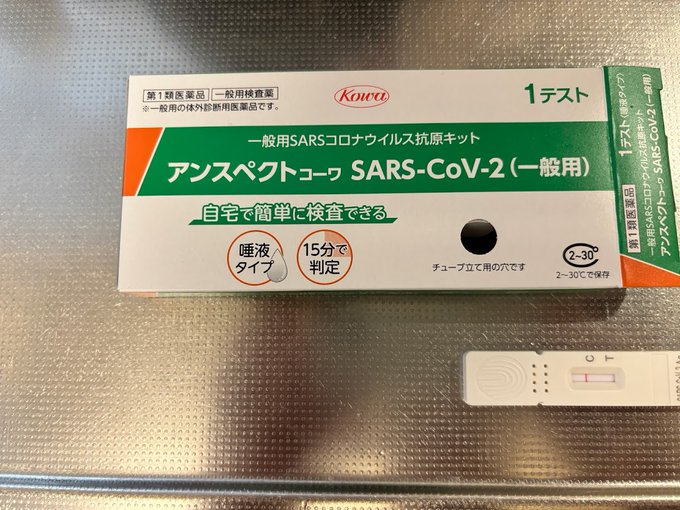 第1類医薬品 一般用検査薬
※一般用の体外診断用医薬品です。
Kowa
1テスト
一般用SARSコロナウイルス抗原キット
アンスペクトコーワ SARS-CoV-2(一般用)
自宅で簡単に検査できる
唾液
タイプ
15分で
判定
チューブ立て用の穴です
2~30°
2~30℃で保存
1テスト(唾液タイプ)
一般用SARSコロナウイルス抗原キット
アンスペクトコーワ SARS-CoV-2(一般用)
第1類医薬品
C
T